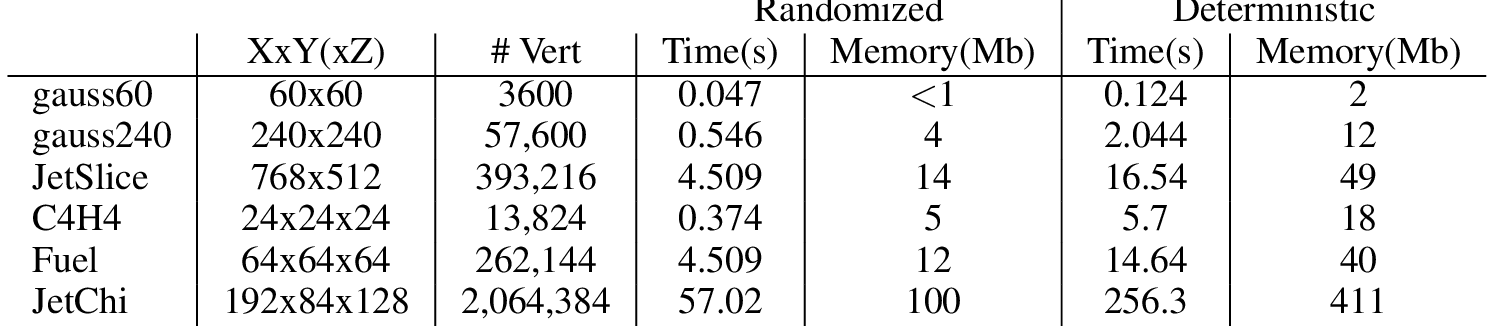 Randomized Deterministic
XxY(xZ) # Vert Time(s) Memory(Mb) Time(s) Memory(Mb)
gauss60 60x60 3600 0.047 <1 0.124 2
gauss240 240x240 57,600 0.546 4 2.044 12
JetSlice 768x512 393,216 4.509 14 16.54 49
C4H4 24x24x24 13,824 0.374 5 5.7 18
Fuel 64x64x64 262,144 4.509 12 14.64 40
JetChi 192x84x128 2,064,384 57.02 100 256.3 411